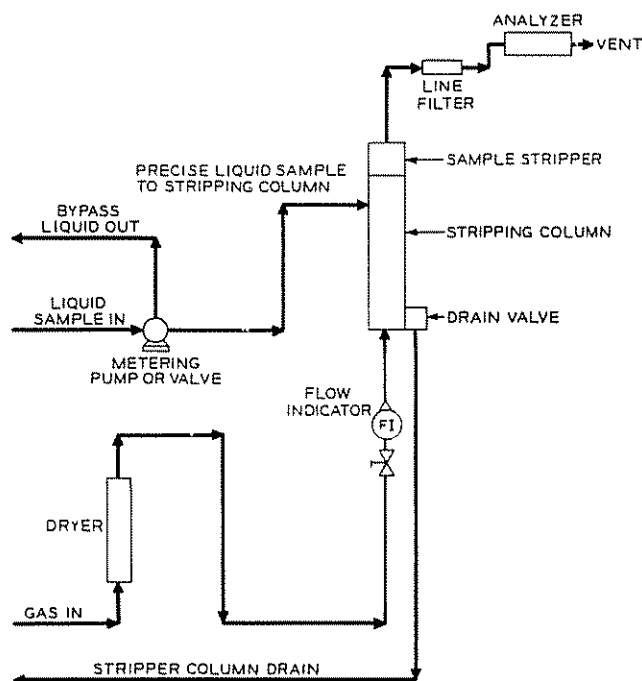 ANALYZER
VENT
LINE
FILTER
PRECISE LIQUID SAMPLE
TO STRIPPING COLUMN
SAMPLE STRIPPER
BYPASS
LIQUID OUT
STRIPPING COLUMN
LIQUID
SAMPLE IN
DRAIN VALVE
METERING
PUMP OR VALVE
FLOW
INDICATOR
FI
DRYER
GAS IN
STRIPPER COLUMN DRAIN